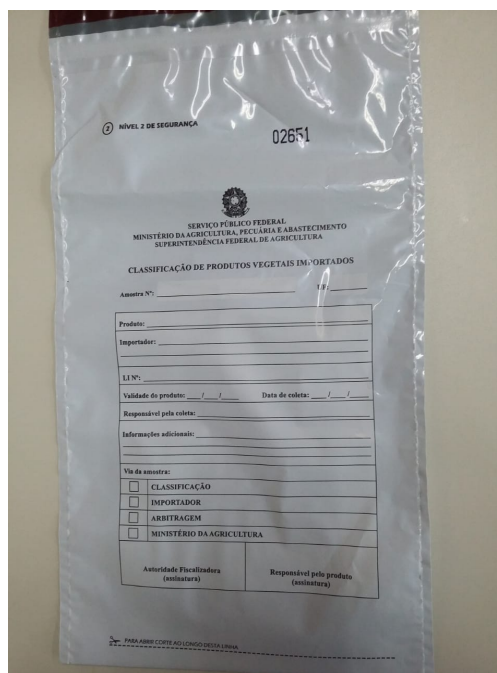 ② NÍVEL 2 DE SEGURANÇA
02651
SERVIÇO PÚBLICO FEDERAL
MINISTÉRIO DA AGRICULTURA, PECUÁRIA E ABASTECIMENTO
SUPERINTENDÊNCIA FEDERAL DE AGRICULTURA
CLASSIFICAÇÃO DE PRODUTOS VEGETAIS IMPORTADOS
Amostra Nº: UF:
Produto:
Importador:
LI Nº:
Validade do produto: / / Data de coleta: / /
Responsável pela coleta:
Informações adicionais:
Via da amostra:
CLASSIFICAÇÃO
IMPORTADOR
ARBITRAGEM
MINISTÉRIO DA AGRICULTURA
Autoridade Fiscalizadora Responsável pelo produto
(assinatura) (assinatura)
PARA ABRIR CORTE AO LONGO DESTA LINHA